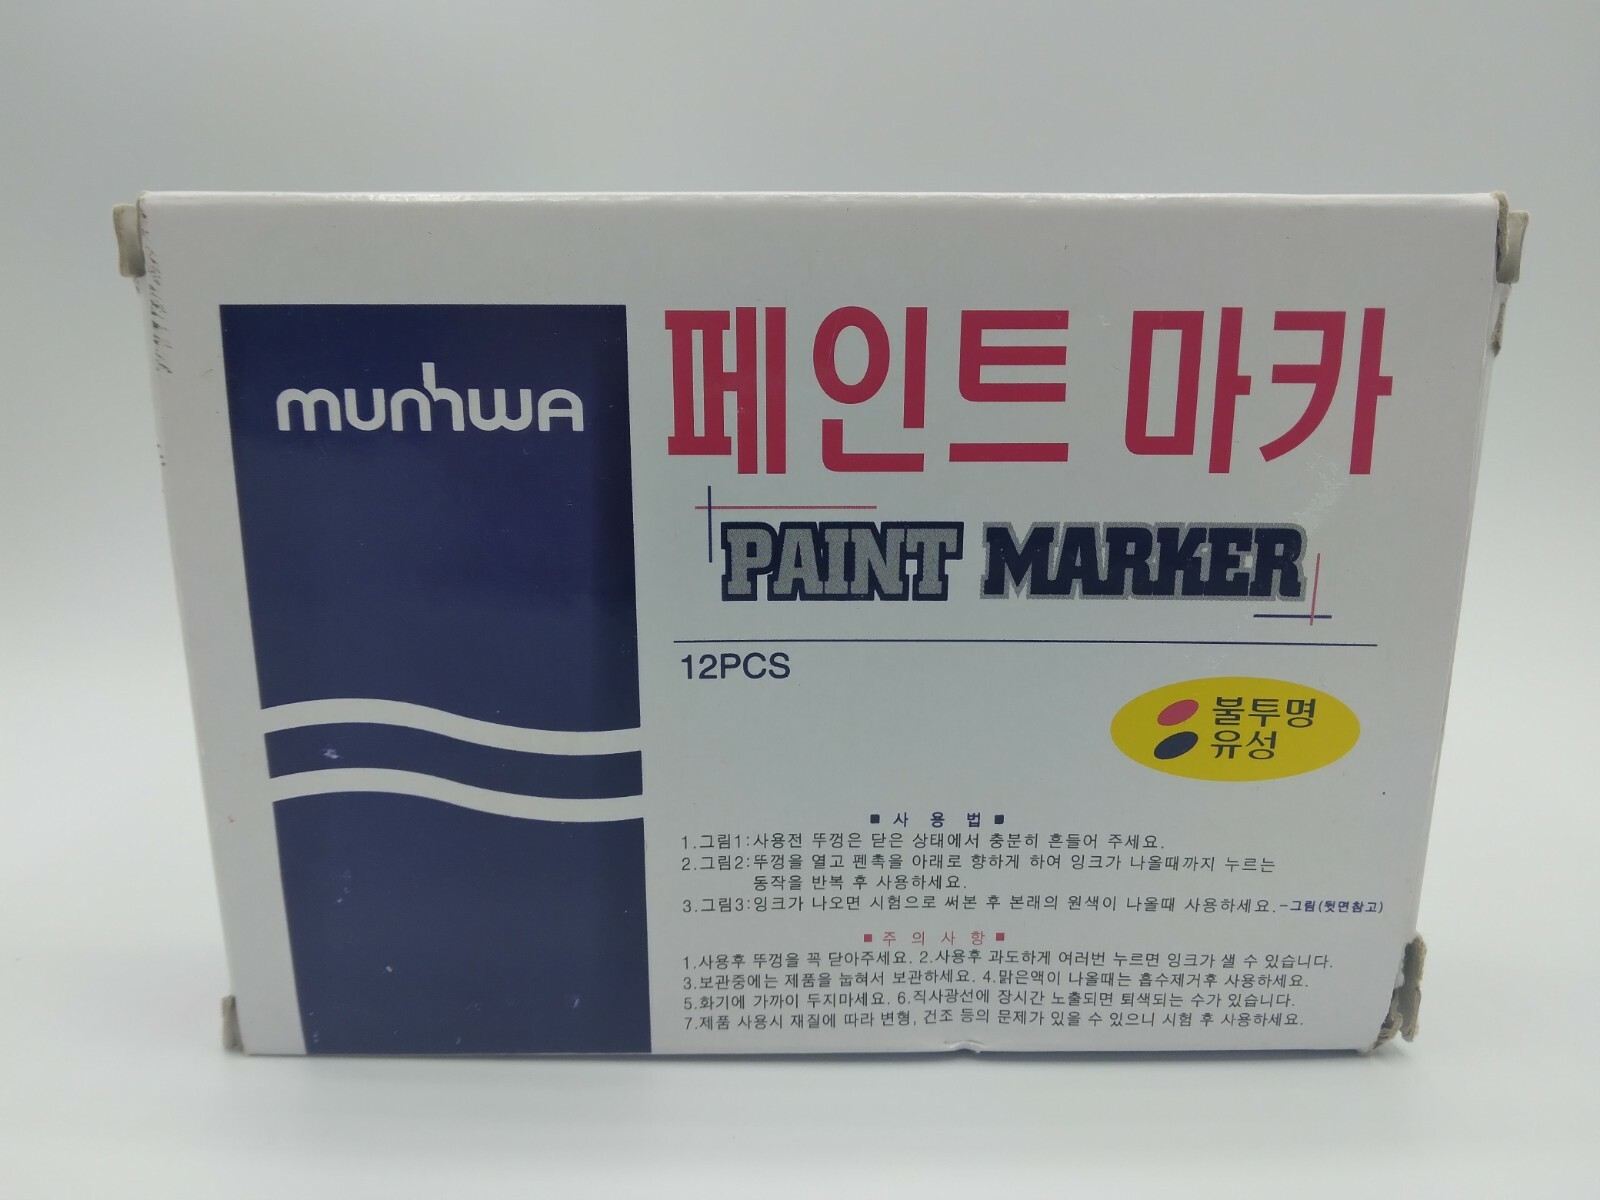 munhwa
페인트 마카
PAINT MARKER
12PCS
불투명
유성
■ 사 용 법 ■
1.그림1:사용전 뚜껑은 닫은 상태에서 충분히 흔들어 주세요.
2.그림2:뚜껑을 열고 펜촉을 아래로 향하게 하여 잉크가 나올때까지 누르는
동작을 반복 후 사용하세요.
3.그림3:잉크가 나오면 시험으로 써본 후 본래의 원색이 나올때 사용하세요.-그림(뒷면참고)
■ 주 의 사 항 ■
1.사용후 뚜껑을 꼭 닫아주세요. 2.사용후 과도하게 여러번 누르면 잉크가 샐 수 있습니다.
3.보관중에는 제품을 눕혀서 보관하세요. 4.맑은액이 나올때는 흡수제거후 사용하세요.
5.화기에 가까이 두지마세요. 6.직사광선에 장시간 노출되면 퇴색되는 수가 있습니다.
7.제품 사용시 재질에 따라 변형, 건조 등의 문제가 있을 수 있으니 시험 후 사용하세요.